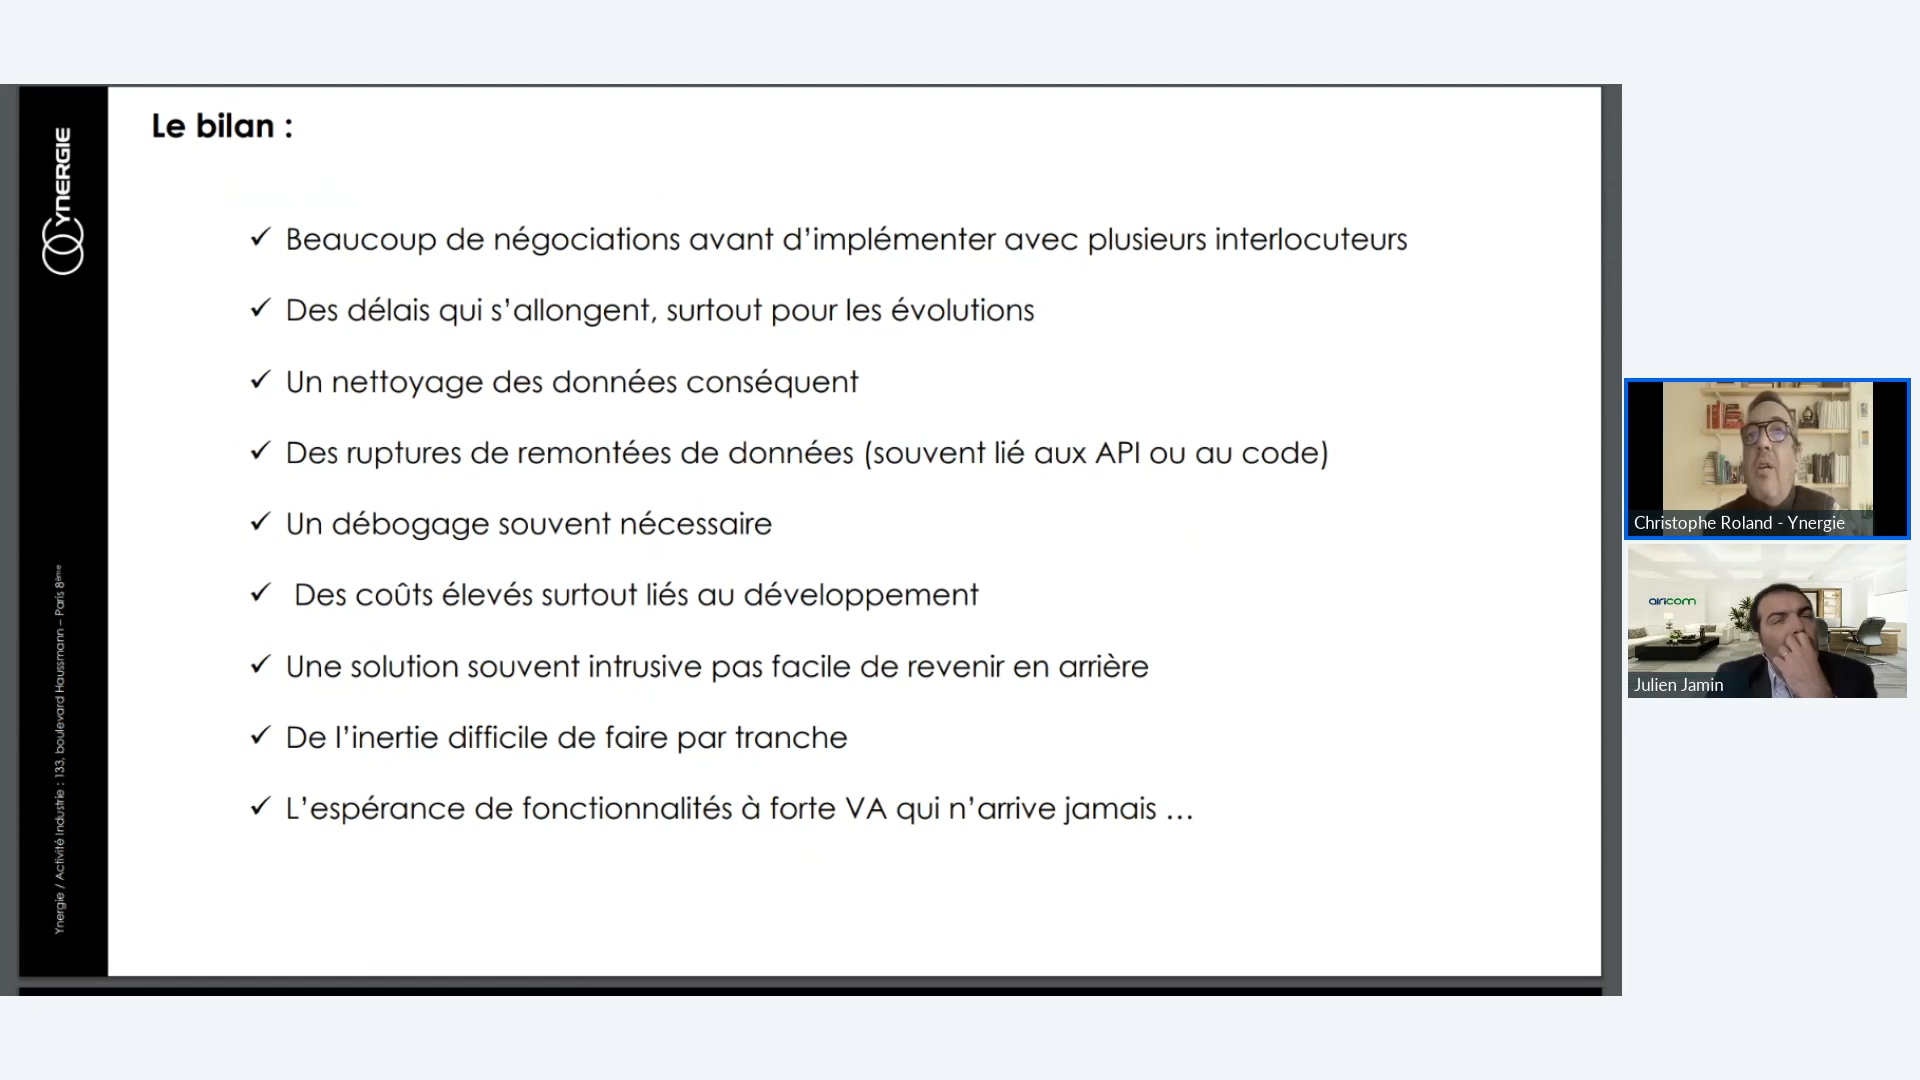 YNERGIE
Ynergie / Activité Industrie : 133, boulevard Haussmann – Paris 8ème
Le bilan :
✓ Beaucoup de négociations avant d’implémenter avec plusieurs interlocuteurs
✓ Des délais qui s’allongent, surtout pour les évolutions
✓ Un nettoyage des données conséquent
✓ Des ruptures de remontées de données (souvent lié aux API ou au code)
✓ Un débogage souvent nécessaire
✓ Des coûts élevés surtout liés au développement
✓ Une solution souvent intrusive pas facile de revenir en arrière
✓ De l’inertie difficile de faire par tranche
✓ L’espérance de fonctionnalités à forte VA qui n’arrive jamais …
Christophe Roland - Ynergie
airicom
Julien Jamin